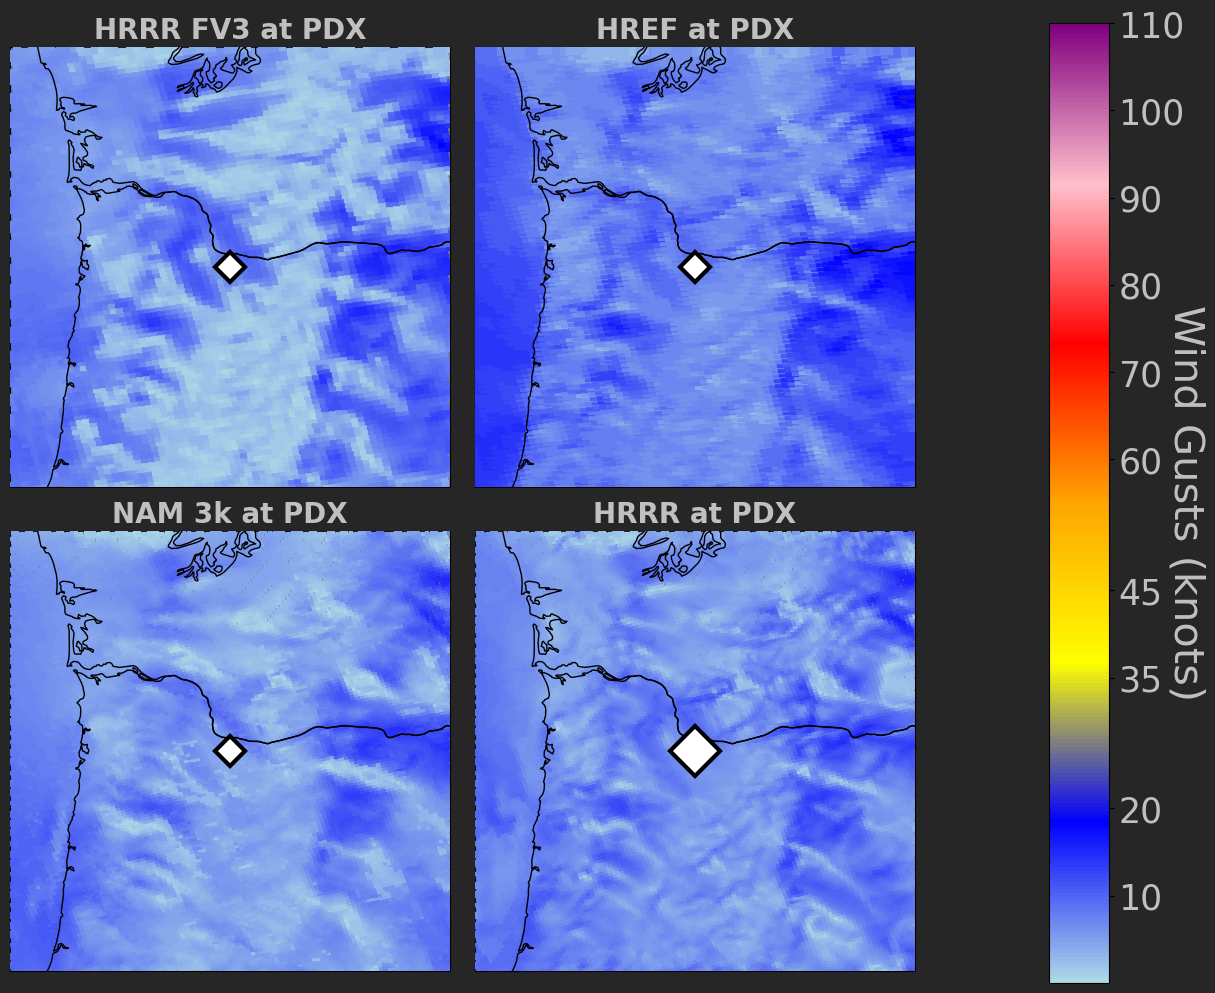 HRRR FV3 at PDX
HREF at PDX
NAM 3k at PDX
HRRR at PDX
110
100
90
80
70
60
45
35
20
10
Wind Gusts (knots)